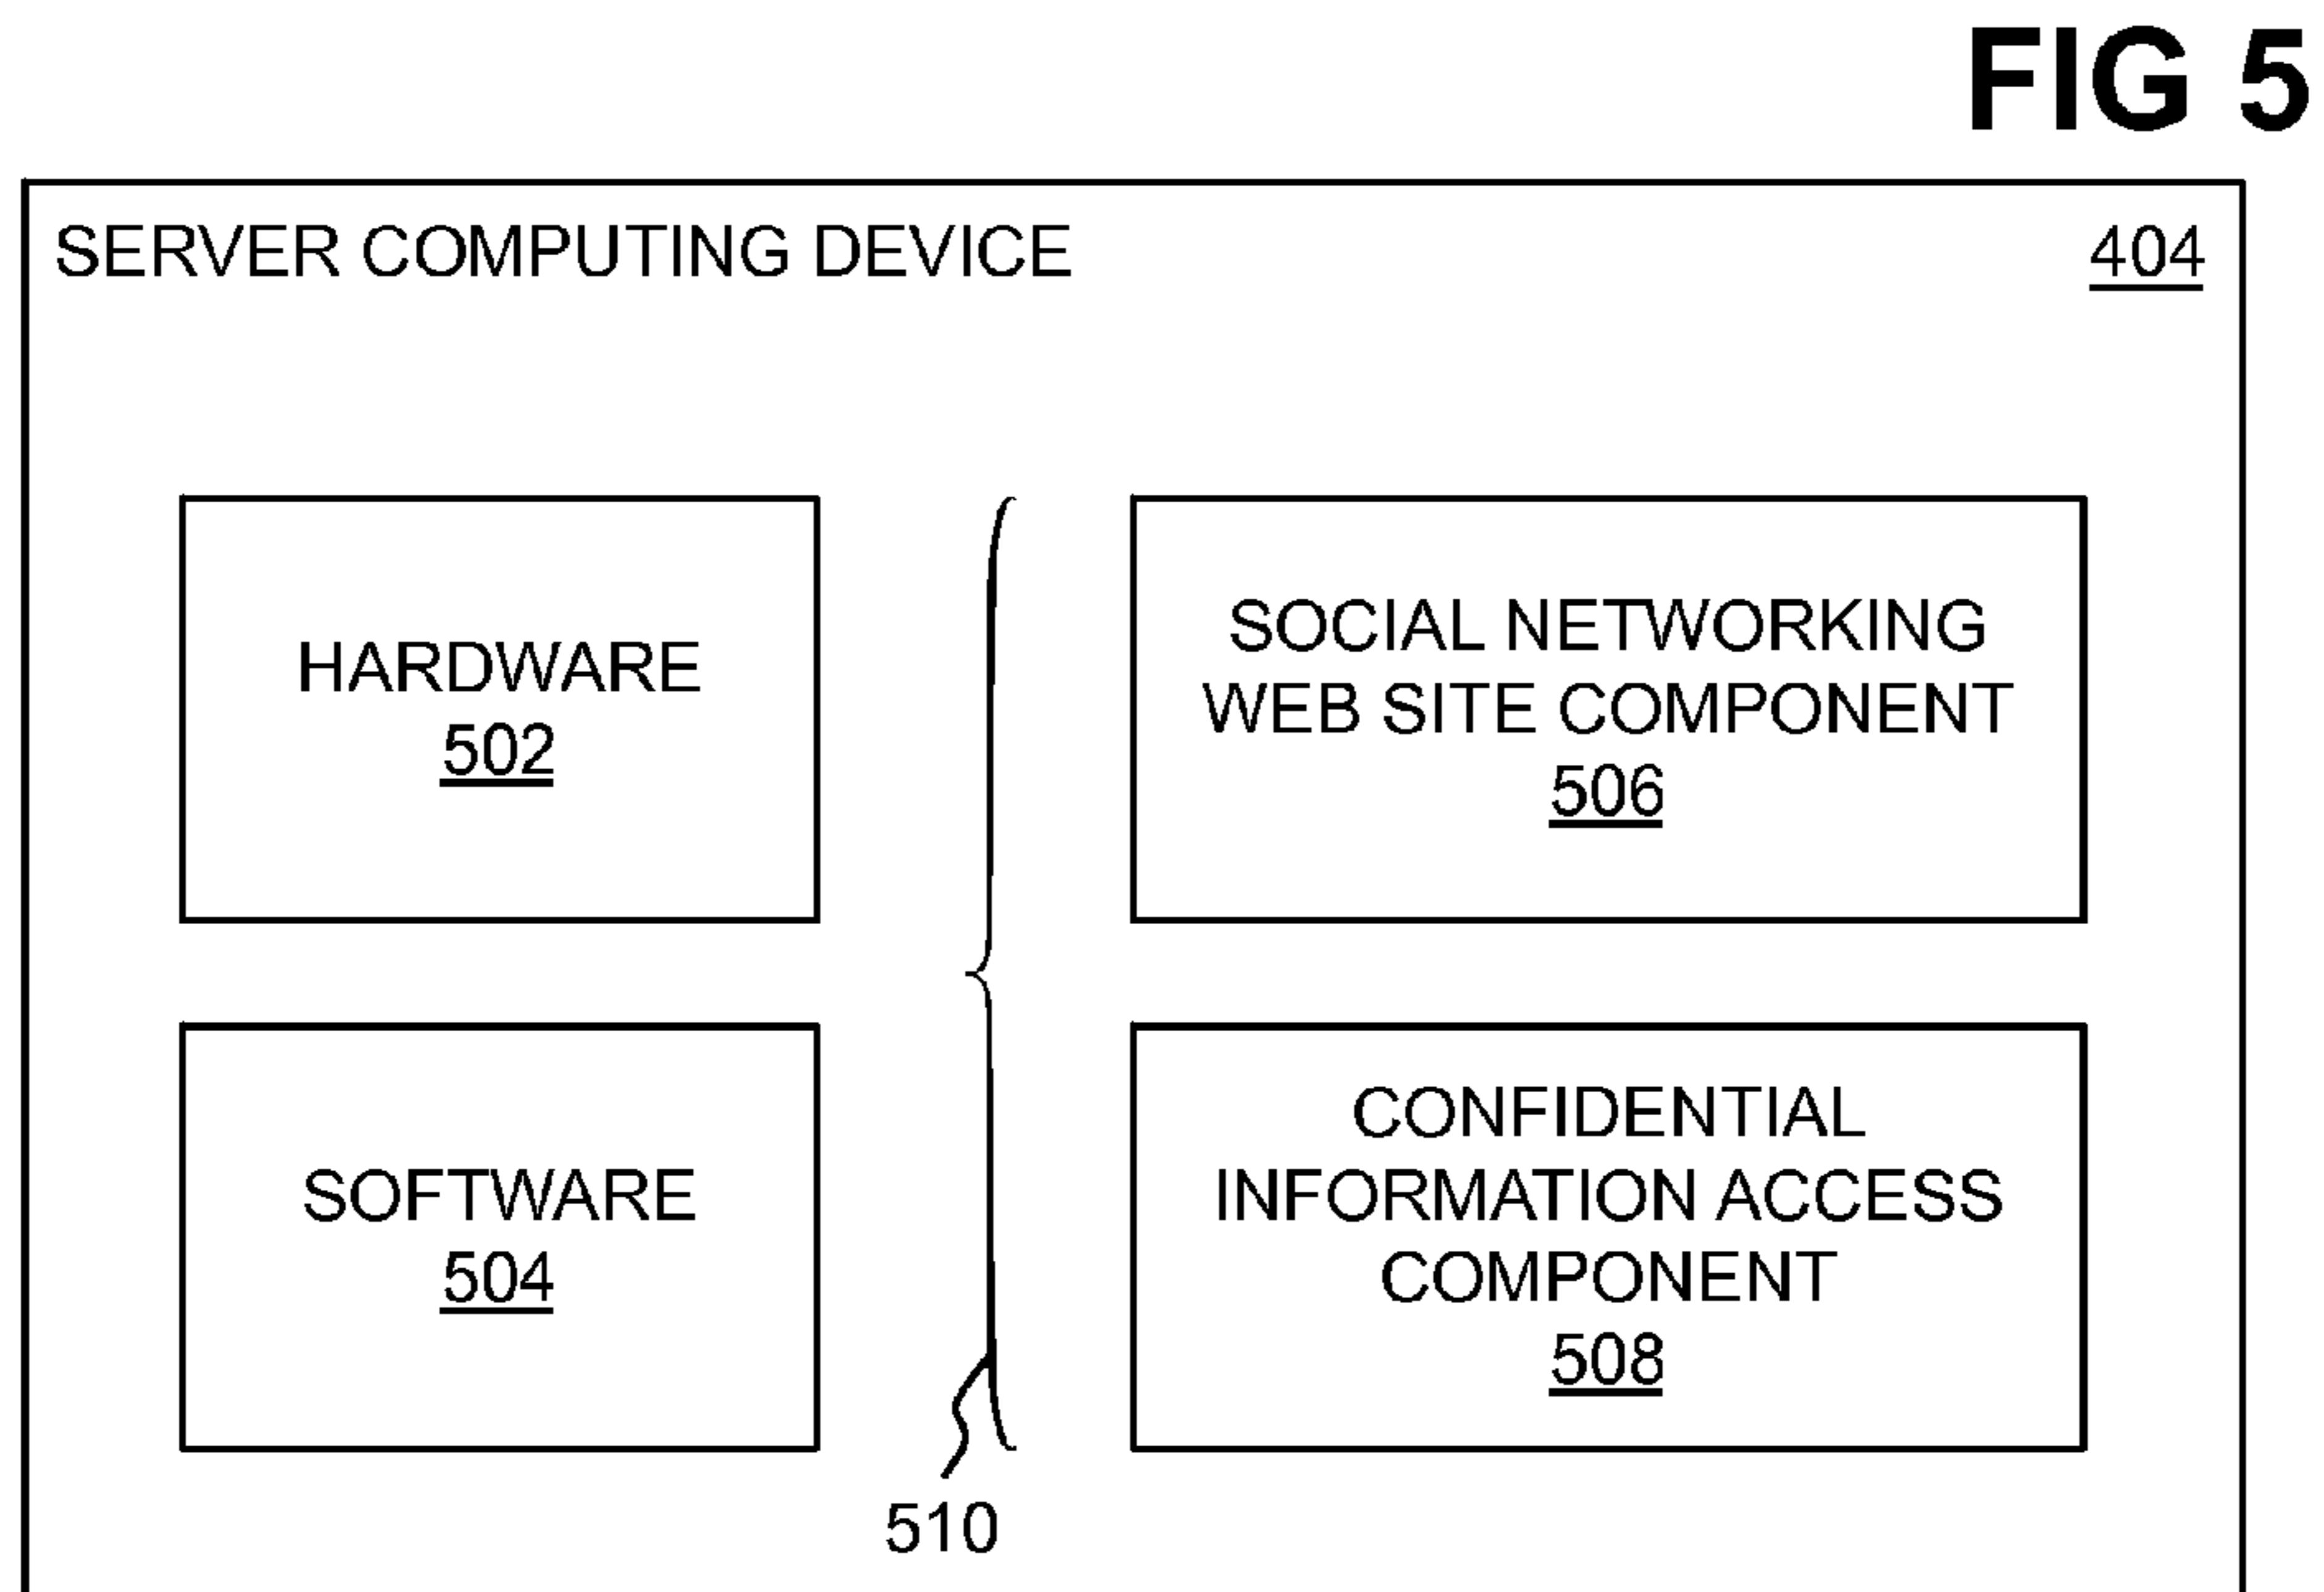 FIG 5
SERVER COMPUTING DEVICE
404
HARDWARE
502
SOCIAL NETWORKING
WEB SITE COMPONENT
506
SOFTWARE
504
CONFIDENTIAL
INFORMATION ACCESS
COMPONENT
508
510